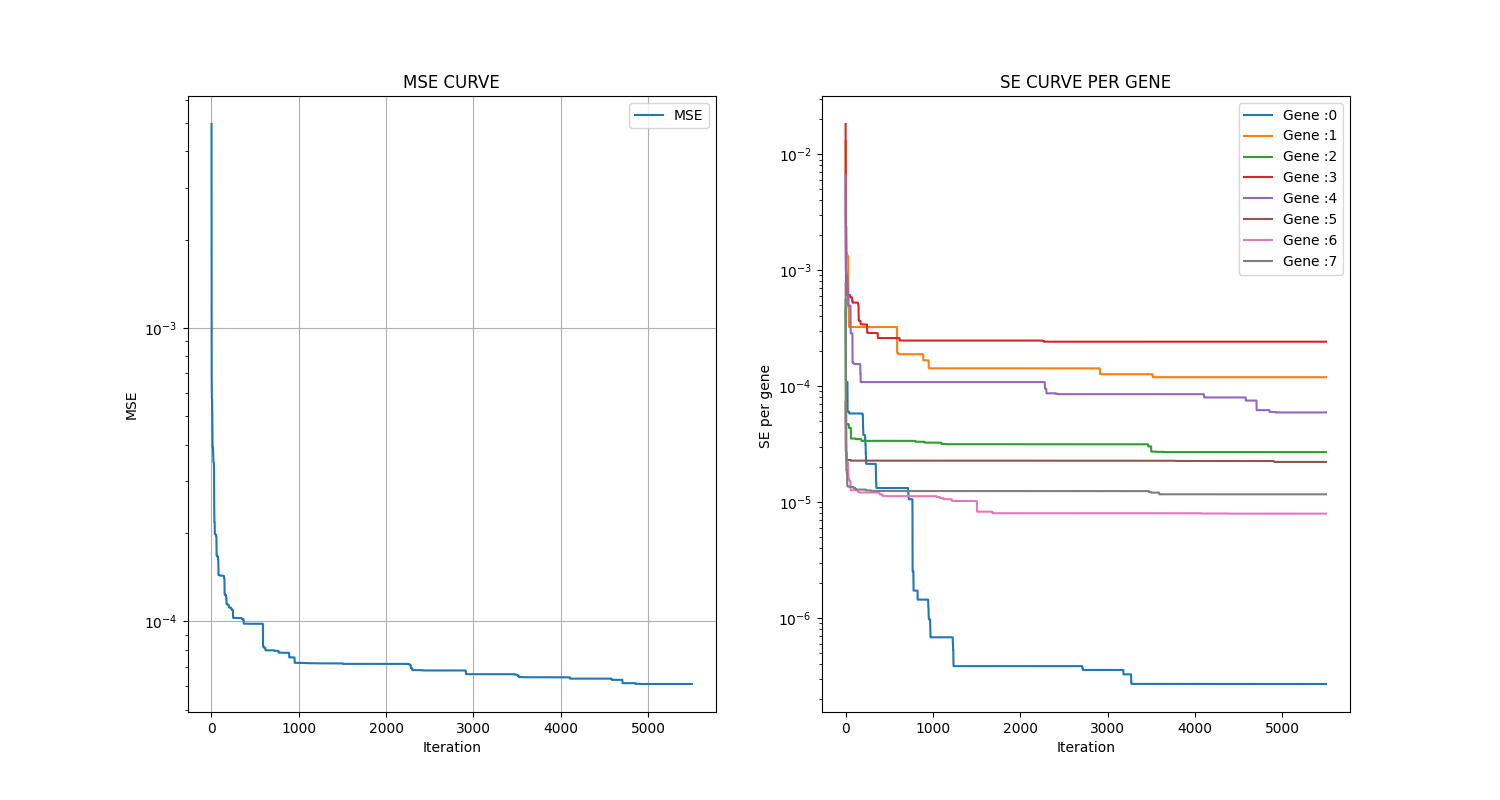 MSE CURVE
MSE
10^{-3}
10^{-4}
MSE
0 1000 2000 3000 4000 5000
Iteration
SE CURVE PER GENE
Gene :0
Gene :1
Gene :2
Gene :3
Gene :4
Gene :5
Gene :6
Gene :7
10^{-2}
10^{-3}
10^{-4}
10^{-5}
10^{-6}
SE per gene
0 1000 2000 3000 4000 5000
Iteration